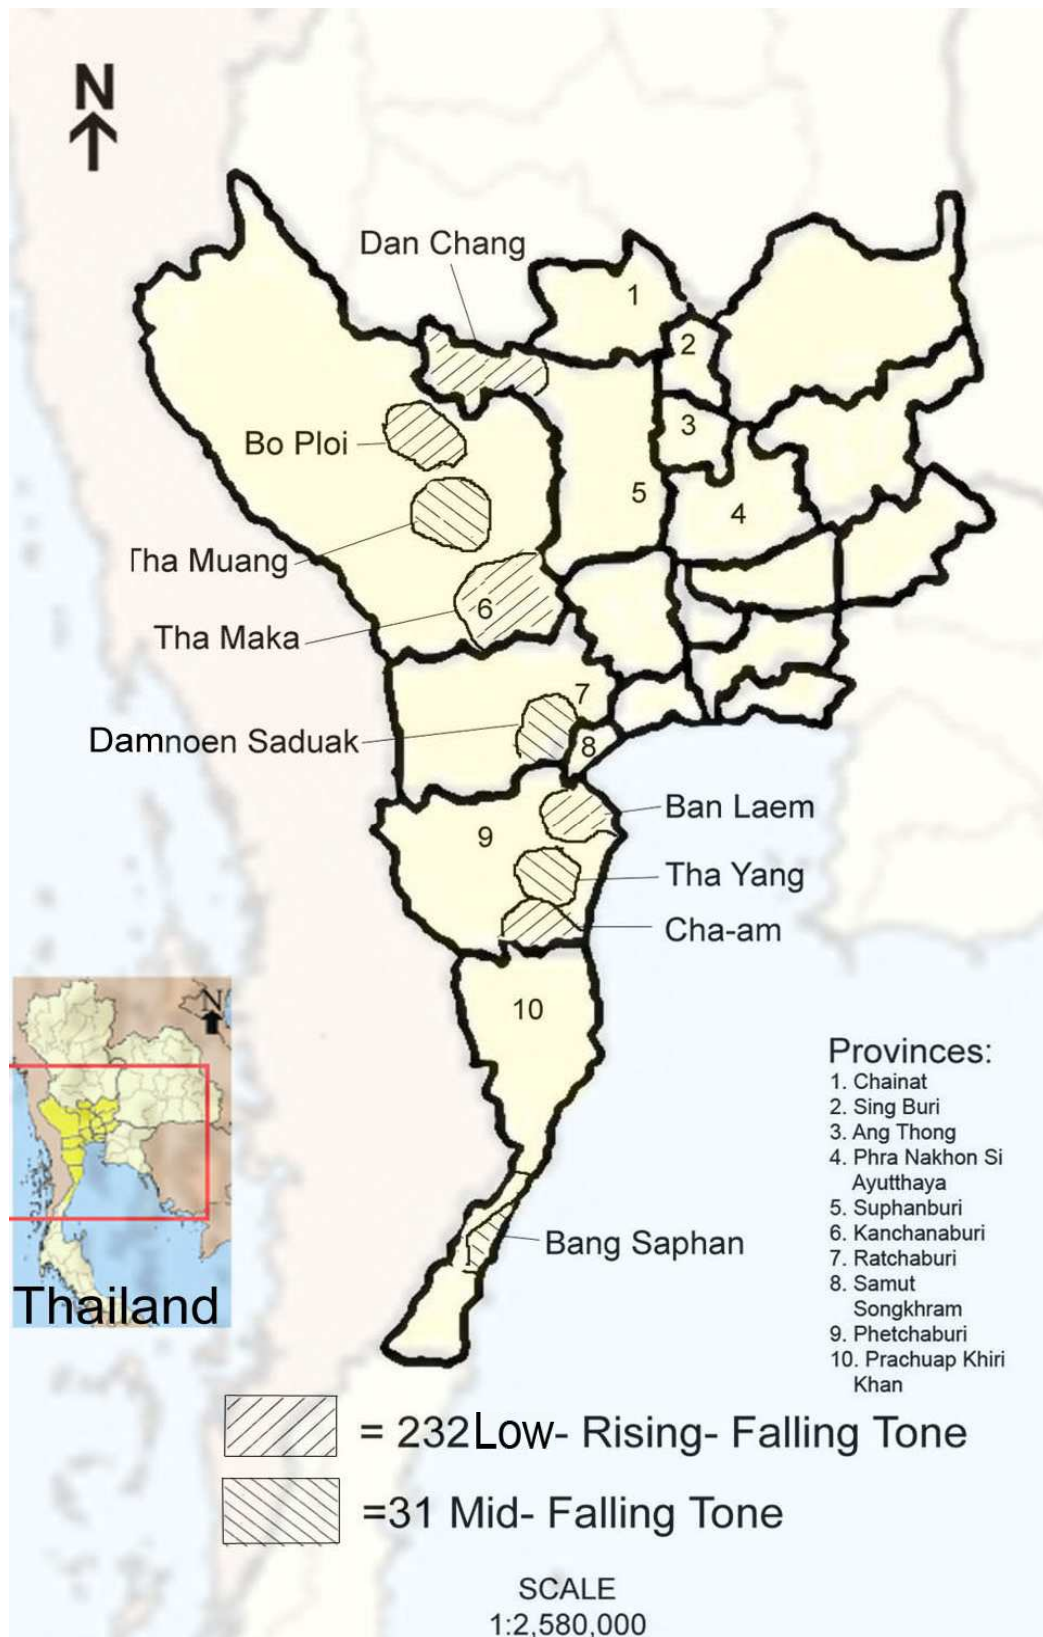 N
Dan Chang
1
2
Bo Ploi
3
5
4
Tha Muang
6
Tha Maka
7
Damnoen Saduak
8
Ban Laem
9
Tha Yang
Cha-am
10
N
Thailand
Provinces:
1. Chainat
2. Sing Buri
3. Ang Thong
4. Phra Nakhon Si
Ayutthaya
5. Suphanburi
6. Kanchanaburi
7. Ratchaburi
8. Samut
Songkhram
9. Phetchaburi
10. Prachuap Khiri
Khan
Bang Saphan
= 232Low- Rising- Falling Tone
=31 Mid- Falling Tone
SCALE
1:2,580,000